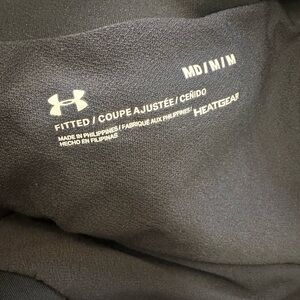 MD/M/M
FITTED / COUPE AJUSTÉE / CEÑIDO
HEATGEAR
MADE IN PHILIPPINES / FABRIQUÉ AUX PHILIPPINES /
HECHO EN FILIPINAS